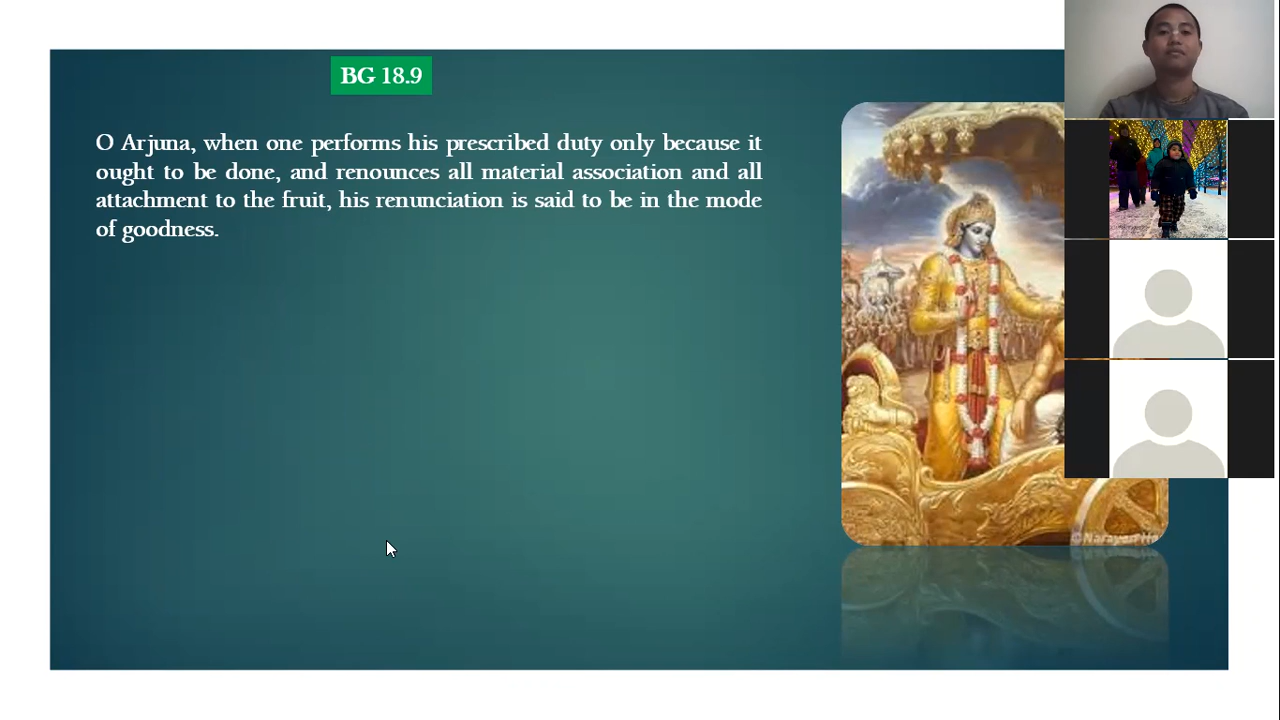 BG 18.9
O Arjuna, when one performs his prescribed duty only because it
ought to be done, and renounces all material association and all
attachment to the fruit, his renunciation is said to be in the mode
of goodness.